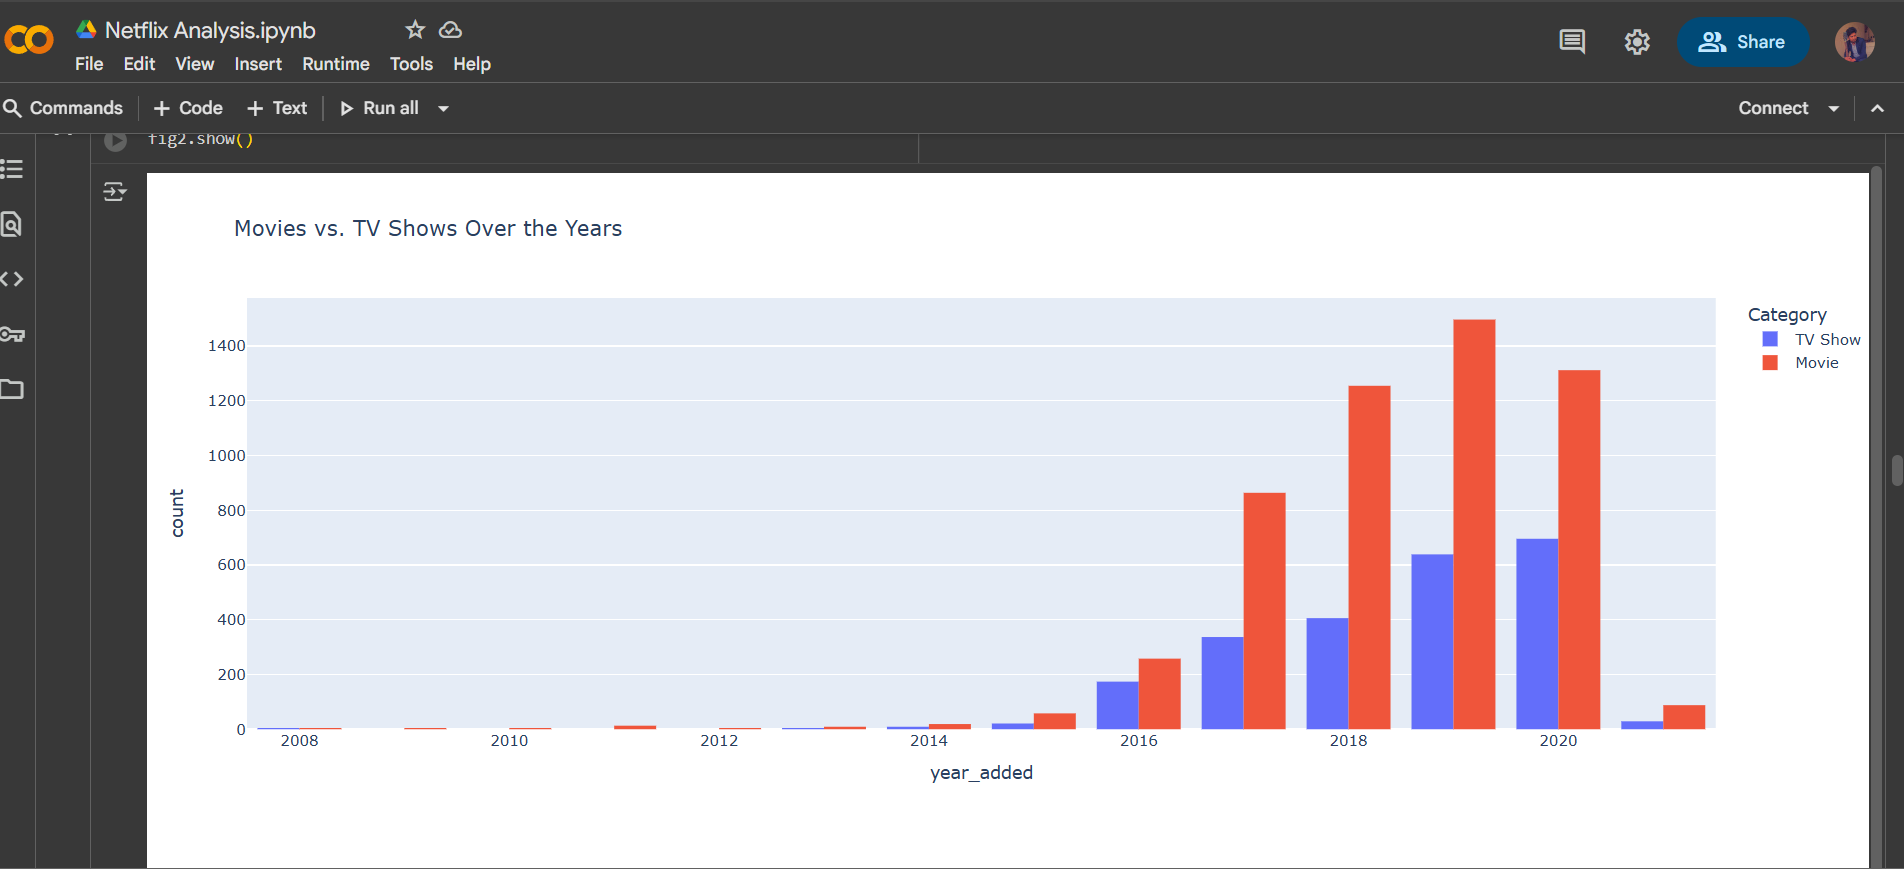 Netflix Analysis.ipynb
File Edit View Insert Runtime Tools Help
Share
Commands + Code + Text Run all
Connect
fig2.show()
Movies vs. TV Shows Over the Years
Category
TV Show
Movie
1400
1200
1000
800
600
400
200
0
count
2008 2010 2012 2014 2016 2018 2020
year_added